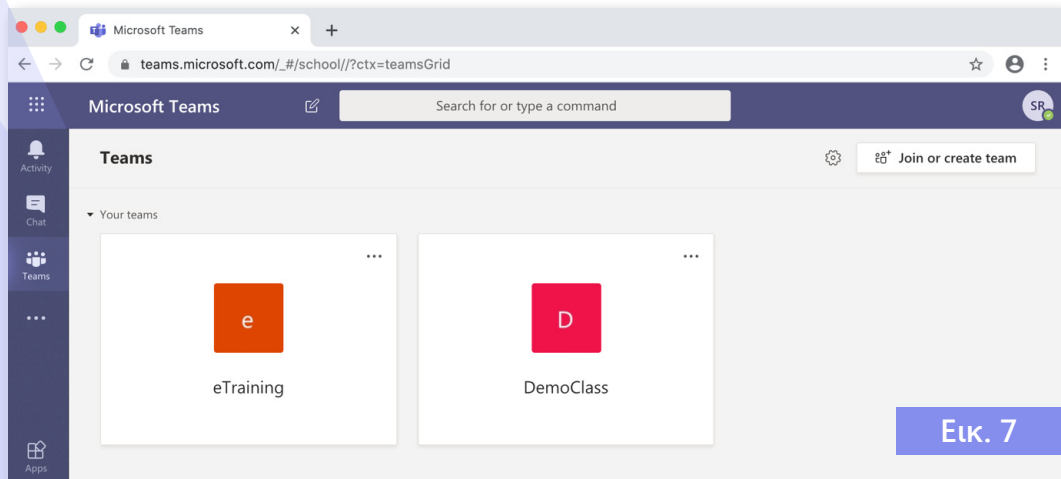 Microsoft Teams
teams.microsoft.com/_#/school//?ctx=teamsGrid
Microsoft Teams
Search for or type a command
SR
Activity
Teams
Join or create team
Chat
Your teams
Teams
e
D
eTraining
DemoClass
Εικ. 7
Apps